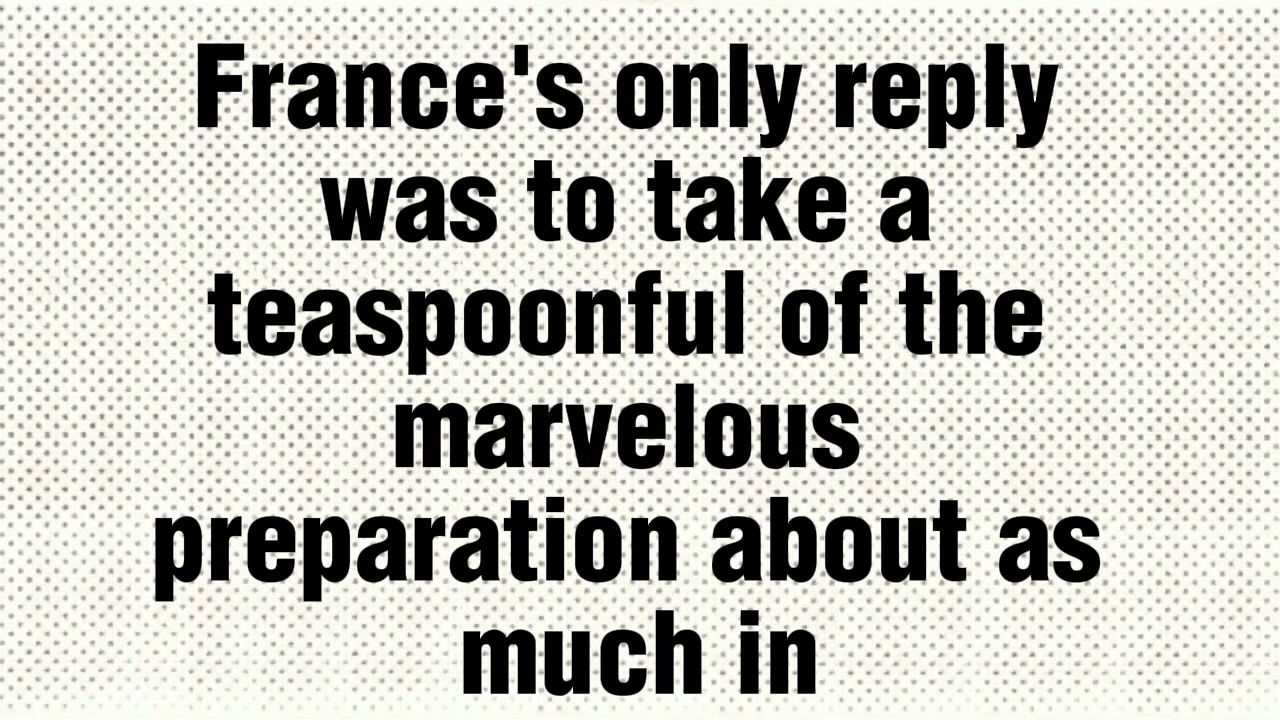 France's only reply
was to take a
teaspoonful of the
marvelous
preparation about as
much in